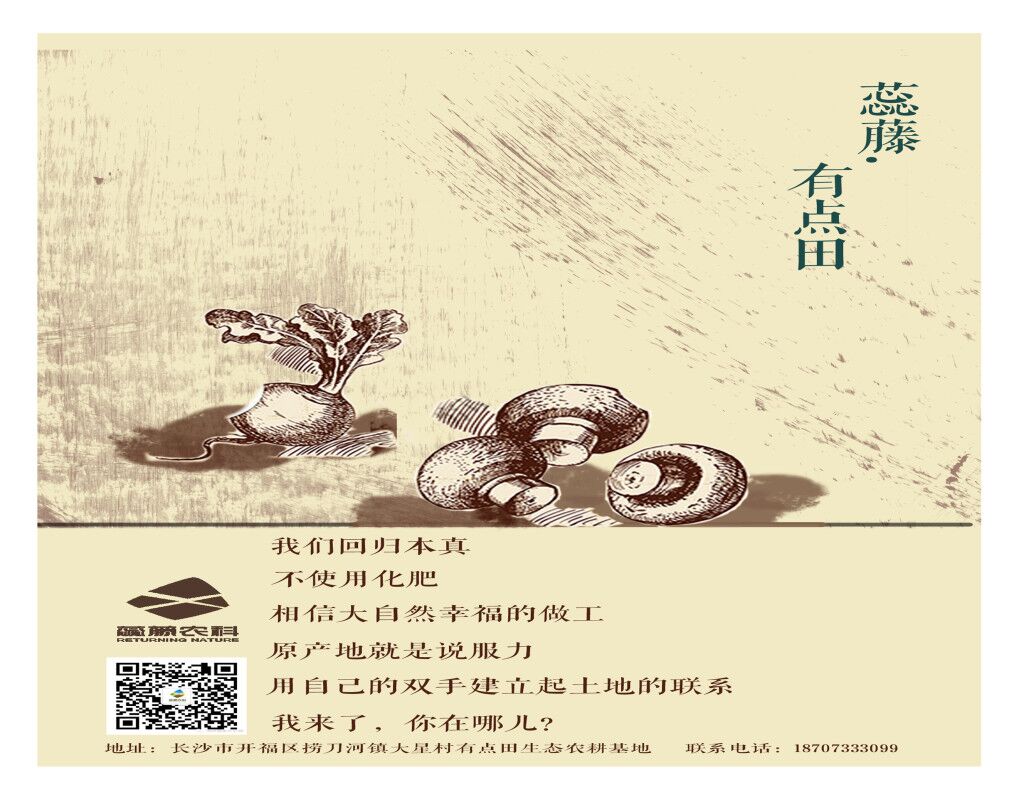 蕊藤·
有点田
我们回归本真
不使用化肥
相信大自然幸福的做工
原产地就是说服力
用自己的双手建立起土地的联系
我来了，你在哪儿?
蕊藤农科
RETURNING NATURE
地址：长沙市开福区捞刀河镇大星村有点田生态农耕基地 联系电话：18707333099